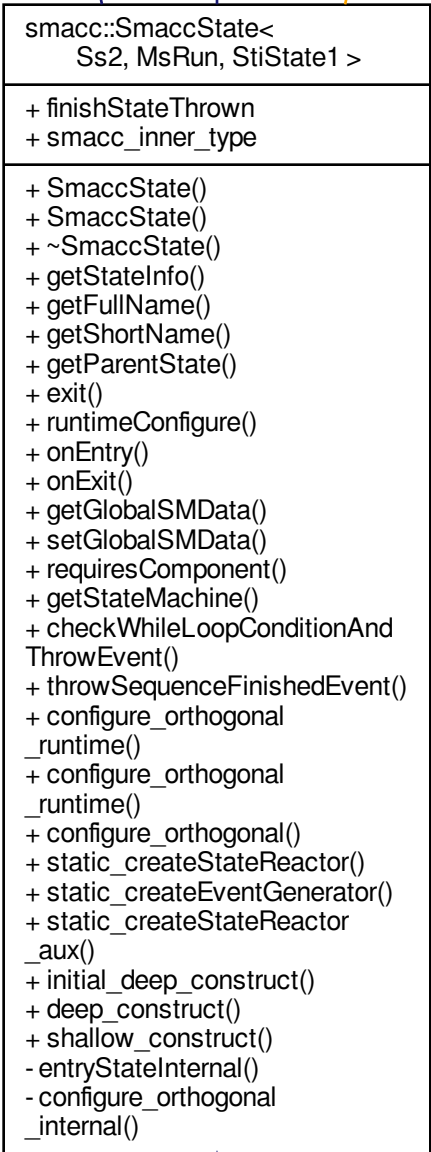 smacc::SmaccState<
Ss2, MsRun, StiState1 >
+ finishStateThrown
+ smacc_inner_type
+ SmaccState()
+ SmaccState()
+ ~SmaccState()
+ getStateInfo()
+ getFullName()
+ getShortName()
+ getParentState()
+ exit()
+ runtimeConfigure()
+ onEntry()
+ onExit()
+ getGlobalSMData()
+ setGlobalSMData()
+ requiresComponent()
+ getStateMachine()
+ checkWhileLoopConditionAnd
ThrowEvent()
+ throwSequenceFinishedEvent()
+ configure_orthogonal
_runtime()
+ configure_orthogonal
_runtime()
+ configure_orthogonal()
+ static_createStateReactor()
+ static_createEventGenerator()
+ static_createStateReactor
_aux()
+ initial_deep_construct()
+ deep_construct()
+ shallow_construct()
- entryStateInternal()
- configure_orthogonal
_internal()